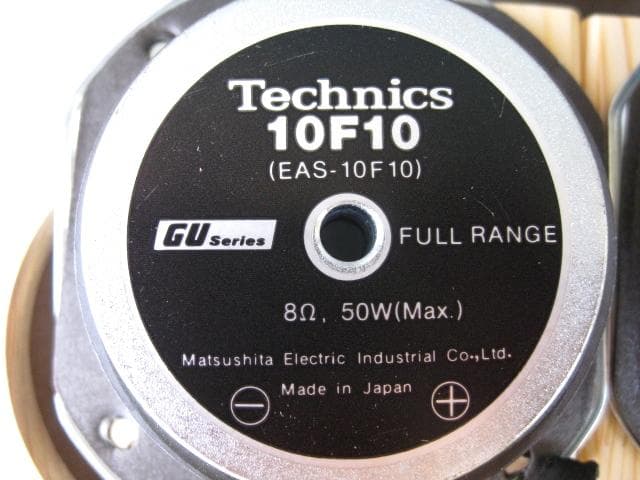 Technics
10F10
(EAS-10F10)
GU Series
FULL RANGE
8Ω, 50W(Max.)
Matsushita Electric Industrial Co.,Ltd.
Made in Japan
− +